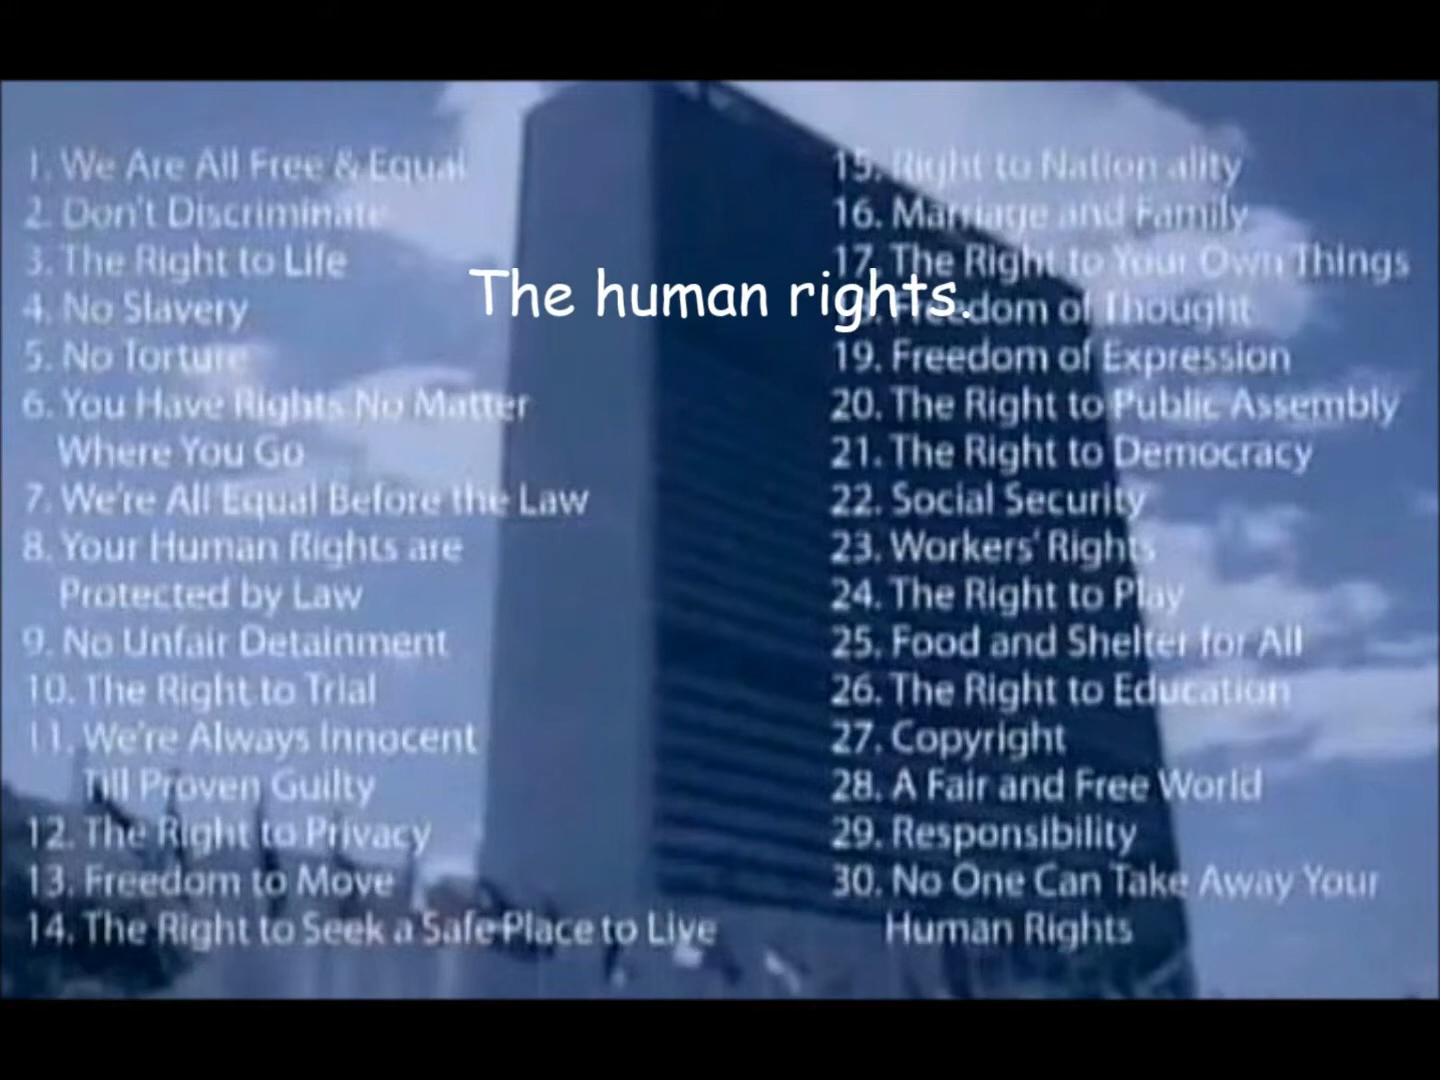 The human rights.
1. We Are All Free & Equal
2. Don't Discriminate
3. The Right to Life
4. No Slavery
5. No Torture
6. You Have Rights No Matter
Where You Go
7. We're All Equal Before the Law
8. Your Human Rights are
Protected by Law
9. No Unfair Detainment
10. The Right to Trial
11. We're Always Innocent
Till Proven Guilty
12. The Right to Privacy
13. Freedom to Move
14. The Right to Seek a Safe Place to Live
15. Right to Nation ality
16. Marriage and Family
17. The Right to Your Own Things
18. Freedom of Thought
19. Freedom of Expression
20. The Right to Public Assembly
21. The Right to Democracy
22. Social Security
23. Workers' Rights
24. The Right to Play
25. Food and Shelter for All
26. The Right to Education
27. Copyright
28. A Fair and Free World
29. Responsibility
30. No One Can Take Away Your
Human Rights